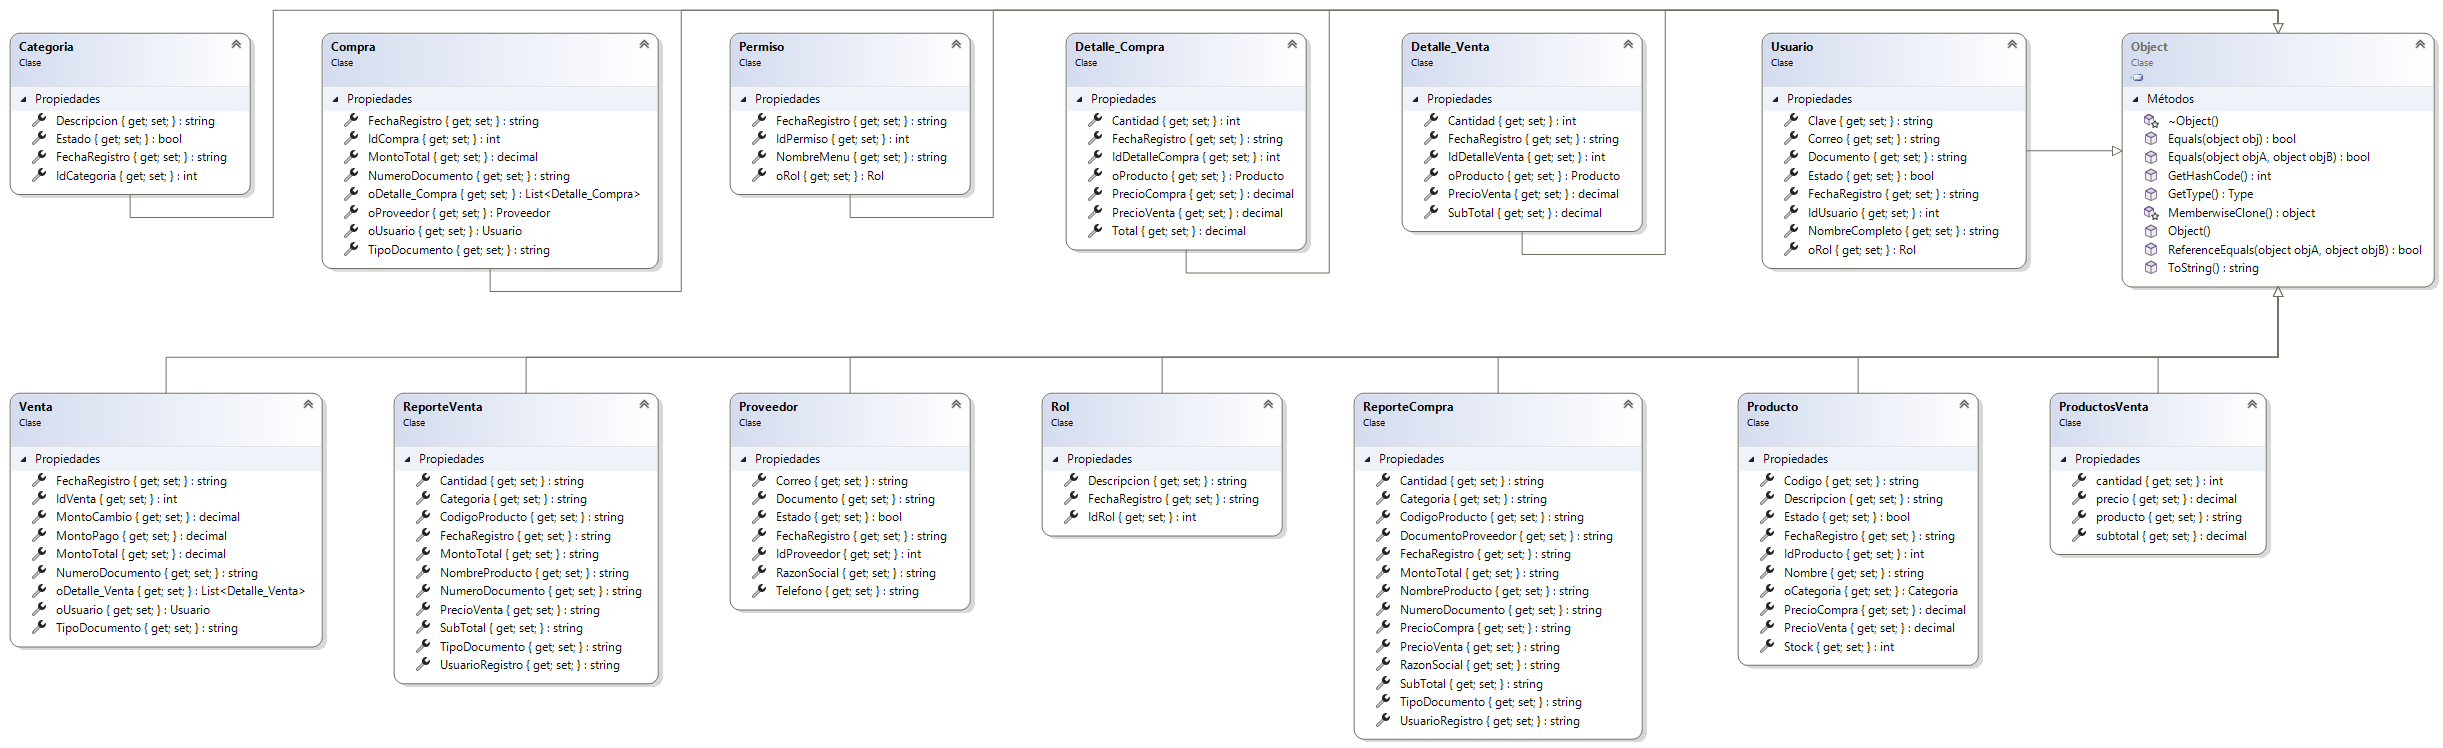 Categoria
Clase
Propiedades
Descripcion { get; set; } : string
Estado { get; set; } : bool
FechaRegistro { get; set; } : string
IdCategoria { get; set; } : int
Compra
Clase
Propiedades
FechaRegistro { get; set; } : string
IdCompra { get; set; } : int
MontoTotal { get; set; } : decimal
NumeroDocumento { get; set; } : string
oDetalle_Compra { get; set; } : List<Detalle_Compra>
oProveedor { get; set; } : Proveedor
oUsuario { get; set; } : Usuario
TipoDocumento { get; set; } : string
Permiso
Clase
Propiedades
FechaRegistro { get; set; } : string
IdPermiso { get; set; } : int
NombreMenu { get; set; } : string
oRol { get; set; } : Rol
Detalle_Compra
Clase
Propiedades
Cantidad { get; set; } : int
FechaRegistro { get; set; } : string
IdDetalleCompra { get; set; } : int
oProducto { get; set; } : Producto
PrecioCompra { get; set; } : decimal
PrecioVenta { get; set; } : decimal
Total { get; set; } : decimal
Detalle_Venta
Clase
Propiedades
Cantidad { get; set; } : int
FechaRegistro { get; set; } : string
IdDetalleVenta { get; set; } : int
oProducto { get; set; } : Producto
PrecioVenta { get; set; } : decimal
SubTotal { get; set; } : decimal
Usuario
Clase
Propiedades
Clave { get; set; } : string
Correo { get; set; } : string
Documento { get; set; } : string
Estado { get; set; } : bool
FechaRegistro { get; set; } : string
IdUsuario { get; set; } : int
NombreCompleto { get; set; } : string
oRol { get; set; } : Rol
Object
Clase
Métodos
~Object()
Equals(object obj) : bool
Equals(object objA, object objB) : bool
GetHashCode() : int
GetType() : Type
MemberwiseClone() : object
Object()
ReferenceEquals(object objA, object objB) : bool
ToString() : string
Venta
Clase
Propiedades
FechaRegistro { get; set; } : string
IdVenta { get; set; } : int
MontoCambio { get; set; } : decimal
MontoPago { get; set; } : decimal
MontoTotal { get; set; } : decimal
NumeroDocumento { get; set; } : string
oDetalle_Venta { get; set; } : List<Detalle_Venta>
oUsuario { get; set; } : Usuario
TipoDocumento { get; set; } : string
ReporteVenta
Clase
Propiedades
Cantidad { get; set; } : string
Categoria { get; set; } : string
CodigoProducto { get; set; } : string
FechaRegistro { get; set; } : string
MontoTotal { get; set; } : string
NombreProducto { get; set; } : string
NumeroDocumento { get; set; } : string
PrecioVenta { get; set; } : string
SubTotal { get; set; } : string
TipoDocumento { get; set; } : string
UsuarioRegistro { get; set; } : string
Proveedor
Clase
Propiedades
Correo { get; set; } : string
Documento { get; set; } : string
Estado { get; set; } : bool
FechaRegistro { get; set; } : string
IdProveedor { get; set; } : int
RazonSocial { get; set; } : string
Telefono { get; set; } : string
Rol
Clase
Propiedades
Descripcion { get; set; } : string
FechaRegistro { get; set; } : string
IdRol { get; set; } : int
ReporteCompra
Clase
Propiedades
Cantidad { get; set; } : string
Categoria { get; set; } : string
CodigoProducto { get; set; } : string
DocumentoProveedor { get; set; } : string
FechaRegistro { get; set; } : string
MontoTotal { get; set; } : string
NombreProducto { get; set; } : string
NumeroDocumento { get; set; } : string
PrecioCompra { get; set; } : string
PrecioVenta { get; set; } : string
RazonSocial { get; set; } : string
SubTotal { get; set; } : string
TipoDocumento { get; set; } : string
UsuarioRegistro { get; set; } : string
Producto
Clase
Propiedades
Codigo { get; set; } : string
Descripcion { get; set; } : string
Estado { get; set; } : bool
FechaRegistro { get; set; } : string
IdProducto { get; set; } : int
Nombre { get; set; } : string
oCategoria { get; set; } : Categoria
PrecioCompra { get; set; } : decimal
PrecioVenta { get; set; } : decimal
Stock { get; set; } : int
ProductosVenta
Clase
Propiedades
cantidad { get; set; } : int
precio { get; set; } : decimal
producto { get; set; } : string
subtotal { get; set; } : decimal